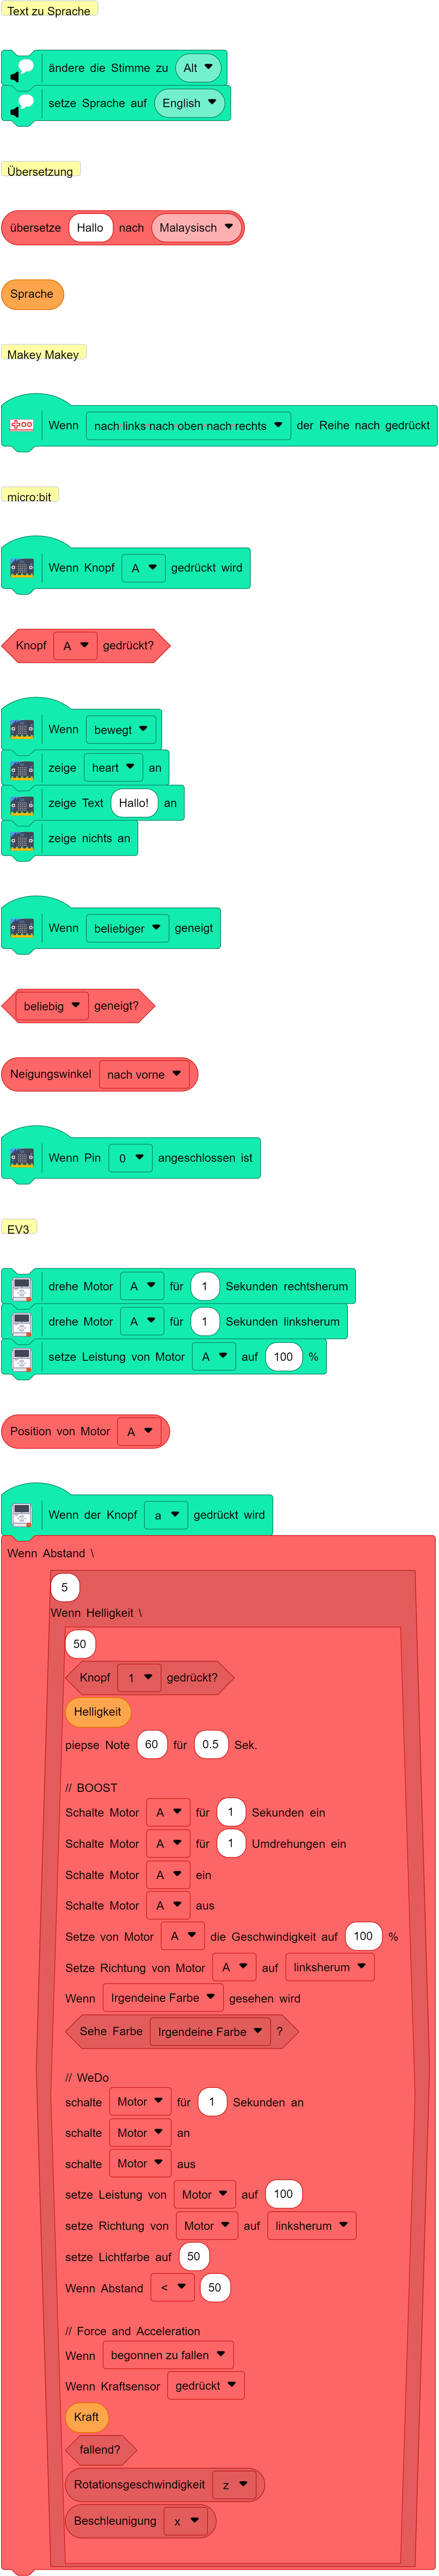 Text zu Sprache
ändere die Stimme zu Alt
setze Sprache auf English
Übersetzung
übersetze Hallo nach Malaysisch
Sprache
Makey Makey
Wenn nach links nach oben nach rechts der Reihe nach gedrückt
micro:bit
Wenn Knopf A gedrückt wird
Knopf A gedrückt?
Wenn bewegt
zeige heart an
zeige Text Hallo! an
zeige nichts an
Wenn beliebiger geneigt
beliebig geneigt?
Neigungswinkel nach vorne
Wenn Pin 0 angeschlossen ist
EV3
drehe Motor A für 1 Sekunden rechtsherum
drehe Motor A für 1 Sekunden linksherum
setze Leistung von Motor A auf 100 %
Position von Motor A
Wenn der Knopf a gedrückt wird
Wenn Abstand \
5
Wenn Helligkeit \
50
Knopf 1 gedrückt?
Helligkeit
piepse Note 60 für 0.5 Sek.
// BOOST
Schalte Motor A für 1 Sekunden ein
Schalte Motor A für 1 Umdrehungen ein
Schalte Motor A ein
Schalte Motor A aus
Setze von Motor A die Geschwindigkeit auf 100 %
Setze Richtung von Motor A auf linksherum
Wenn Irgendeine Farbe gesehen wird
Sehe Farbe Irgendeine Farbe ?
// WeDo
schalte Motor für 1 Sekunden an
schalte Motor an
schalte Motor aus
setze Leistung von Motor auf 100
setze Richtung von Motor auf linksherum
setze Lichtfarbe auf 50
Wenn Abstand < 50
// Force and Acceleration
Wenn begonnen zu fallen
Wenn Kraftsensor gedrückt
Kraft
fallend?
Rotationsgeschwindigkeit z
Beschleunigung x